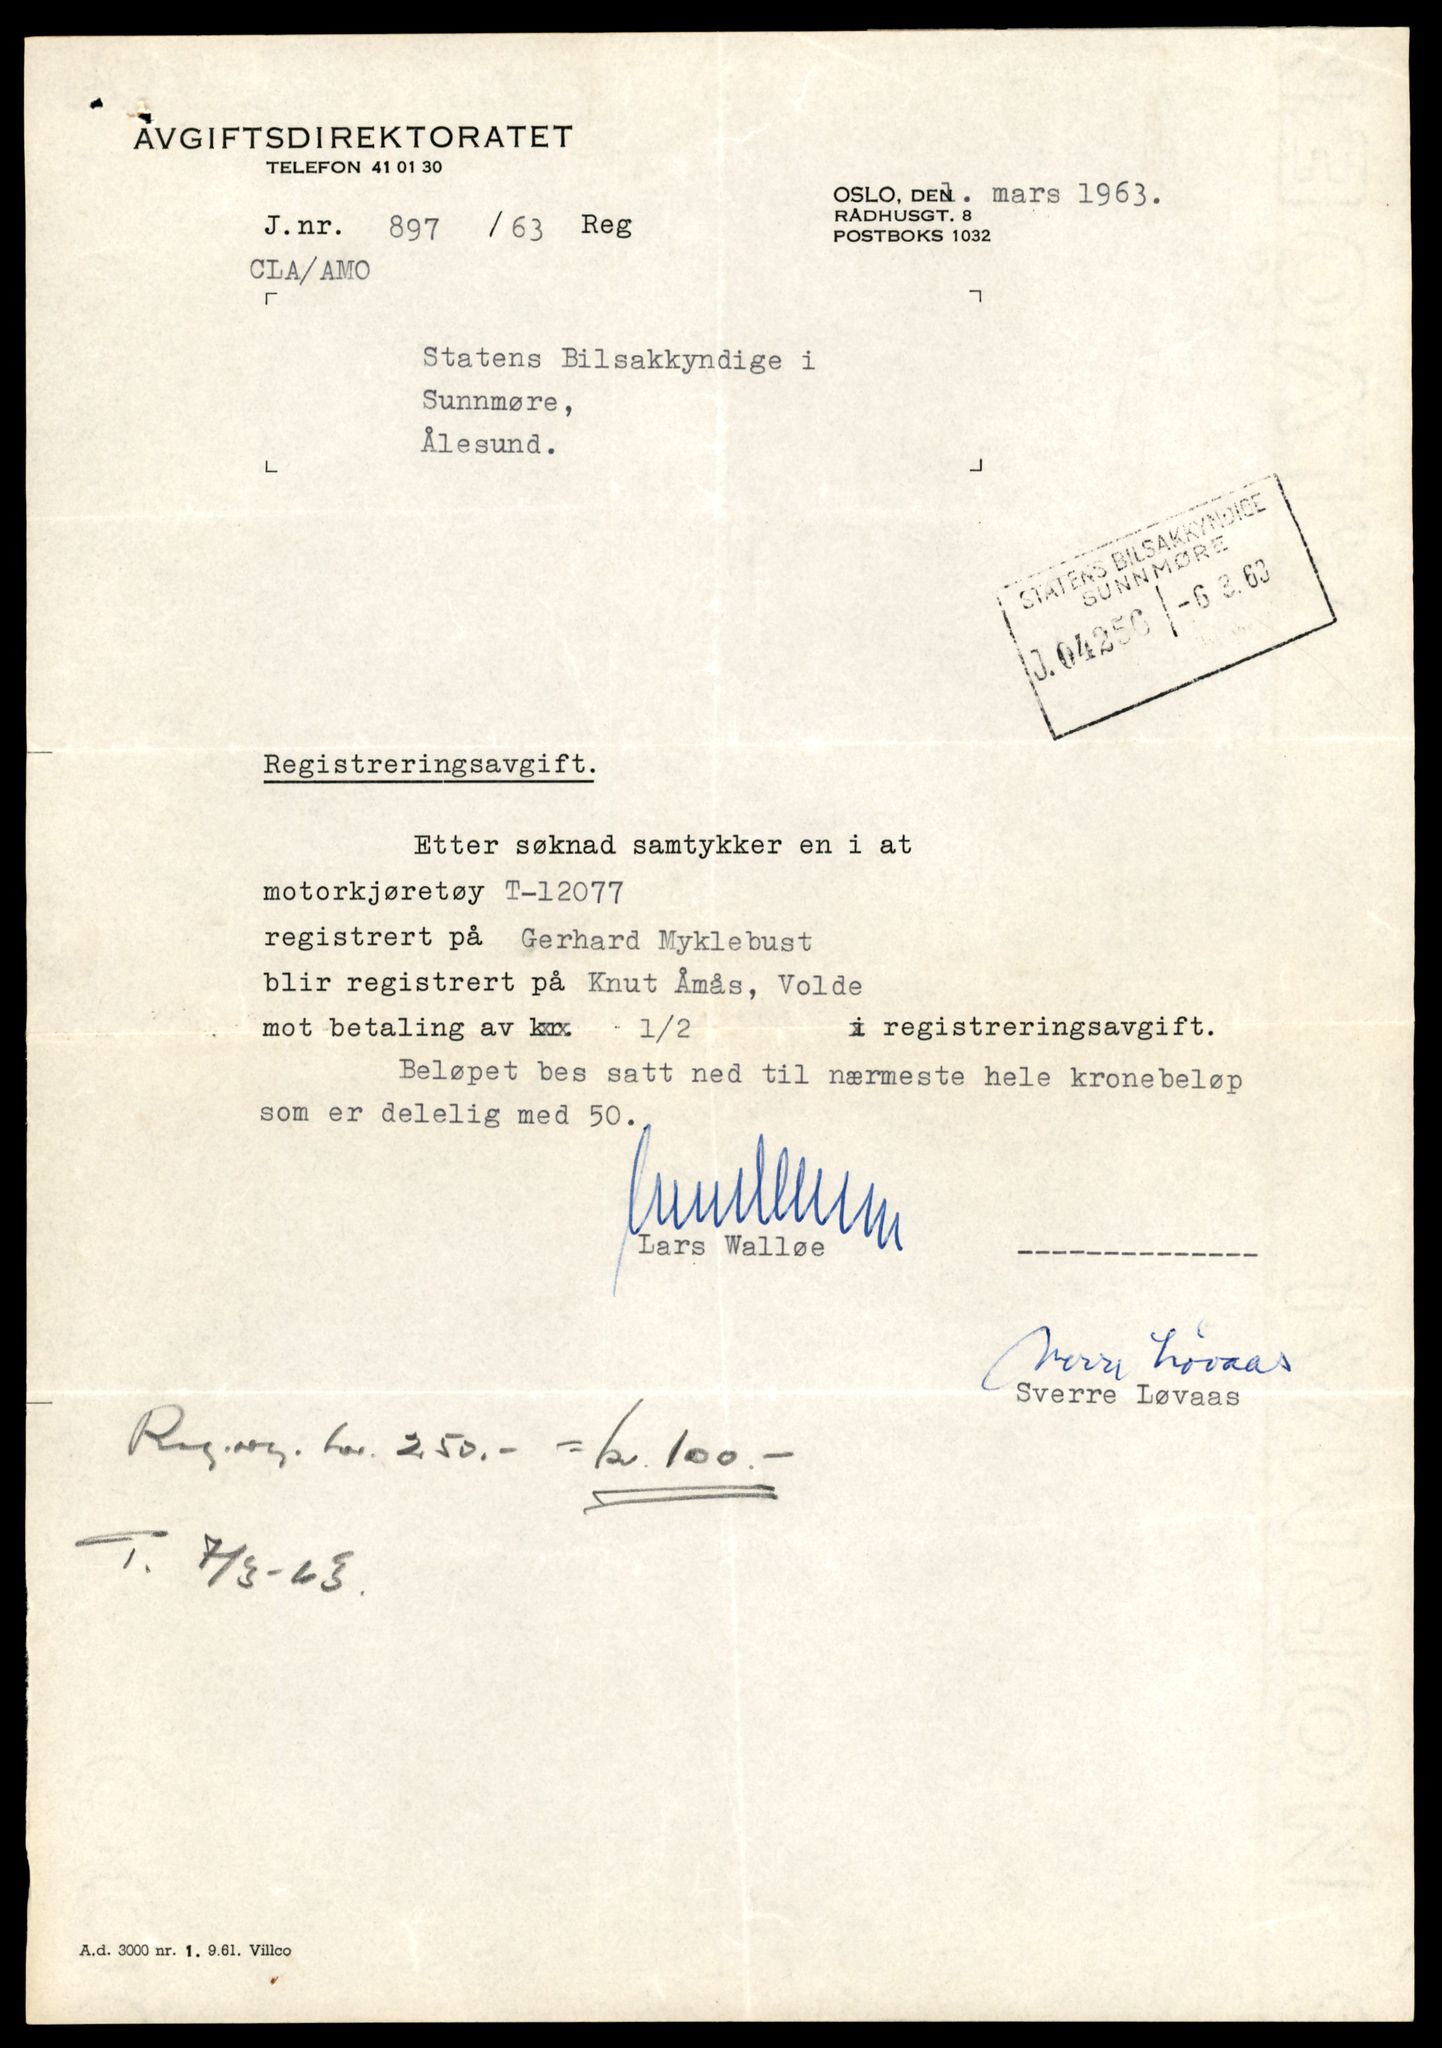 AVGIFTSDIREKTORATET
TELEFON 41 01 30
OSLO, DEN 1. mars 1963.
RÅDHUSGT. 8
POSTBOKS 1032
J.nr. 897 /63 Reg
CLA/AMO
Statens Bilsakkyndige i
Sunnmøre,
Ålesund.
STATENS BILSAKKYNDIGE
SUNNMØRE
J. 04256 -6 3. 63
Registreringsavgift.
Etter søknad samtykker en i at
motorkjøretøy T-12077
registrert på Gerhard Myklebust
blir registrert på Knut Åmås, Volde
mot betaling av 1/2 registreringsavgift.
Beløpet bes satt ned til nærmeste hele kronebeløp
som er delelig med 50.
Lars Walløe
--------------
Sverre Løvaas
Sverre Løvaas
Reg.avg. kr. 250.- = kr. 100.-
T. 7/3-63.
A.d. 3000 nr. 1. 9.61. Villco